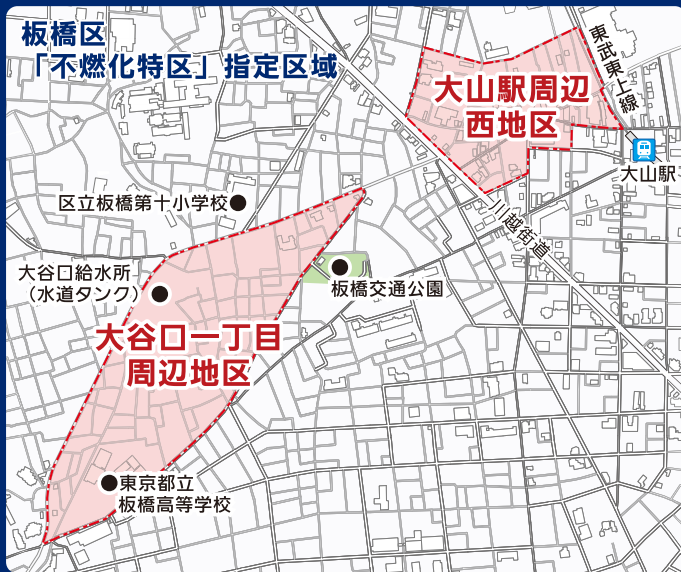 板橋区
「不燃化特区」指定区域
東武東上線
大山駅周辺
西地区
大山駅
区立板橋第十小学校
川越街道
大谷口給水所
（水道タンク）
板橋交通公園
大谷口一丁目
周辺地区
東京都立
板橋高等学校